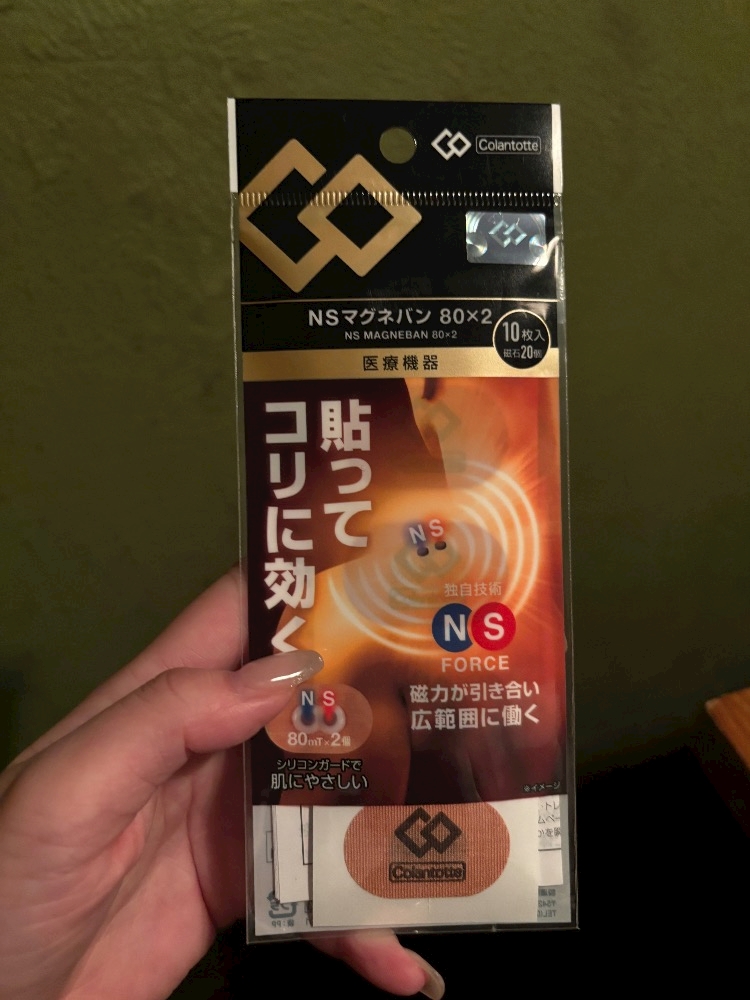 Colantotte
NSマグネバン 80×2
NS MAGNEBAN 80×2
10枚入
磁石20個
医療機器
貼って
コリに効く
N S
独自技術
NS
FORCE
磁力が引き合い
広範囲に働く
N S
80mT×2個
シリコンガードで
肌にやさしい
※イメージ
Colantotte